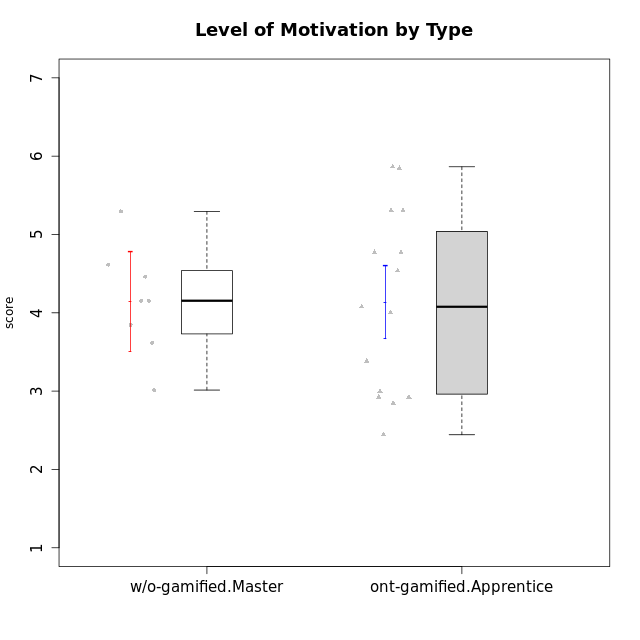 Level of Motivation by Type
7
6
5
4
3
2
1
score
w/o-gamified.Master
ont-gamified.Apprentice